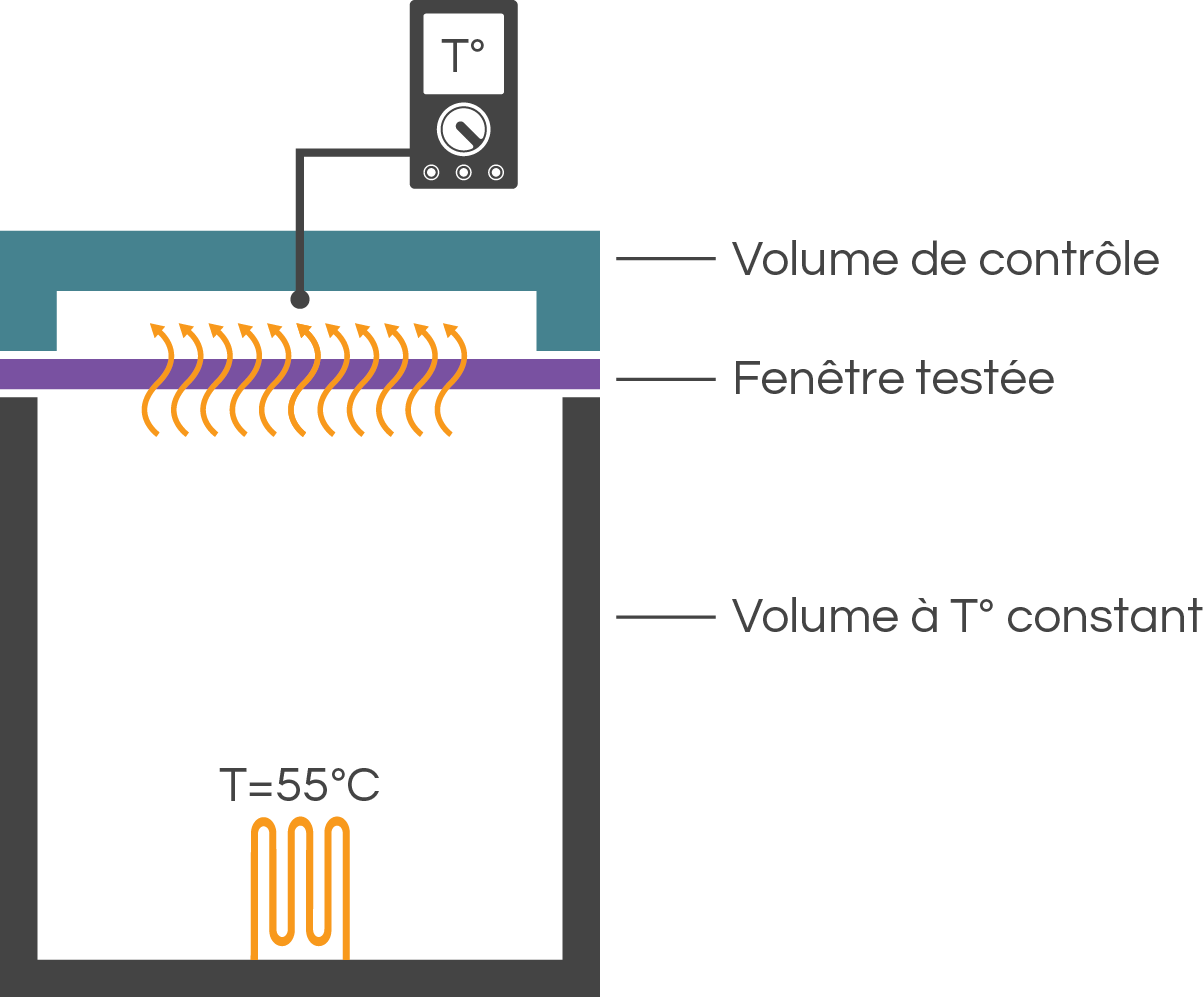 T°
Volume de contrôle
Fenêtre testée
Volume à T° constant
T=55°C